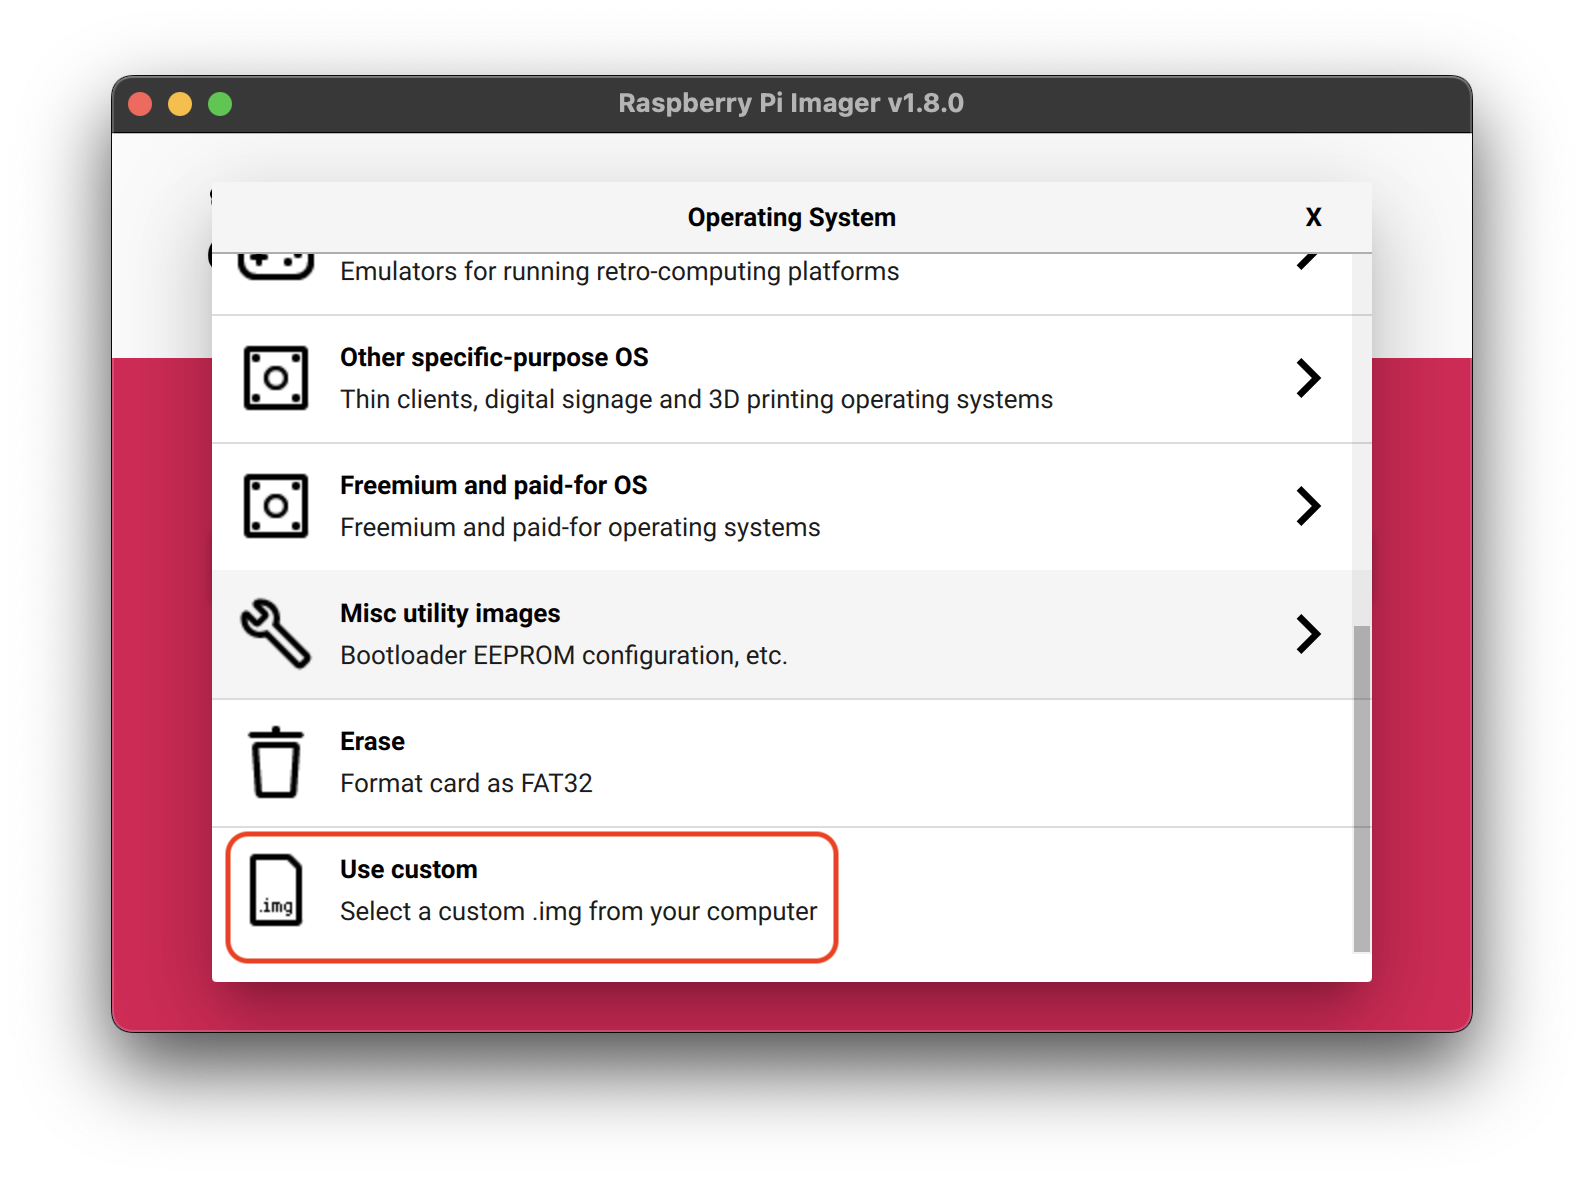 Raspberry Pi Imager v1.8.0
Operating System X
Emulators for running retro-computing platforms
Other specific-purpose OS
Thin clients, digital signage and 3D printing operating systems
Freemium and paid-for OS
Freemium and paid-for operating systems
Misc utility images
Bootloader EEPROM configuration, etc.
Erase
Format card as FAT32
Use custom
.img
Select a custom .img from your computer